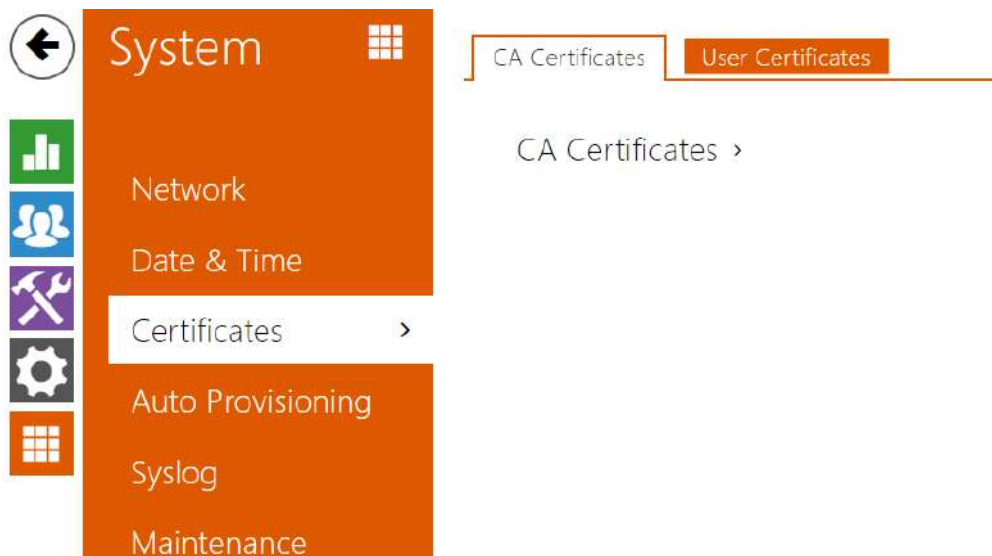 System
Network
Date & Time
Certificates
Auto Provisioning
Syslog
Maintenance
CA Certificates
User Certificates
CA Certificates